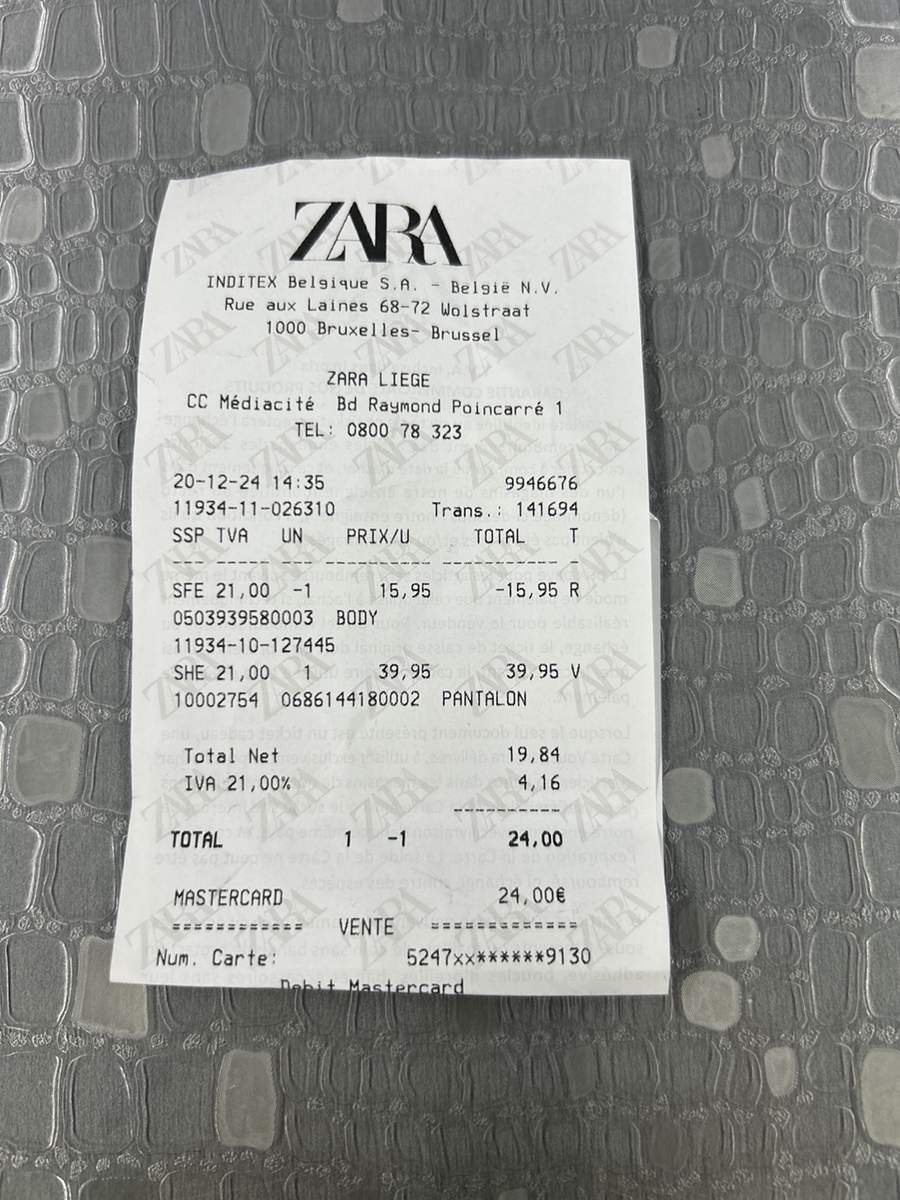 ZARA
INDITEX Belgique S.A. - België N.V.
Rue aux Laines 68-72 Wolstraat
1000 Bruxelles- Brussel
ZARA LIEGE
CC Médiacité Bd Raymond Poincarré 1
TEL: 0800 78 323
20-12-24 14:35 9946676
11934-11-026310 Trans.: 141694
SSP TVA UN PRIX/U TOTAL T
--- ----- --- ---------- ---------- -
SFE 21,00 -1 15,95 -15,95 R
0503939580003 BODY
11934-10-127445
SHE 21,00 1 39,95 39,95 V
10002754 0686144180002 PANTALON
Total Net 19,84
IVA 21,00% 4,16
----------
TOTAL 1 -1 24,00
MASTERCARD 24,00€
============ VENTE =============
Num. Carte: 5247xx******9130
Debit Mastercard